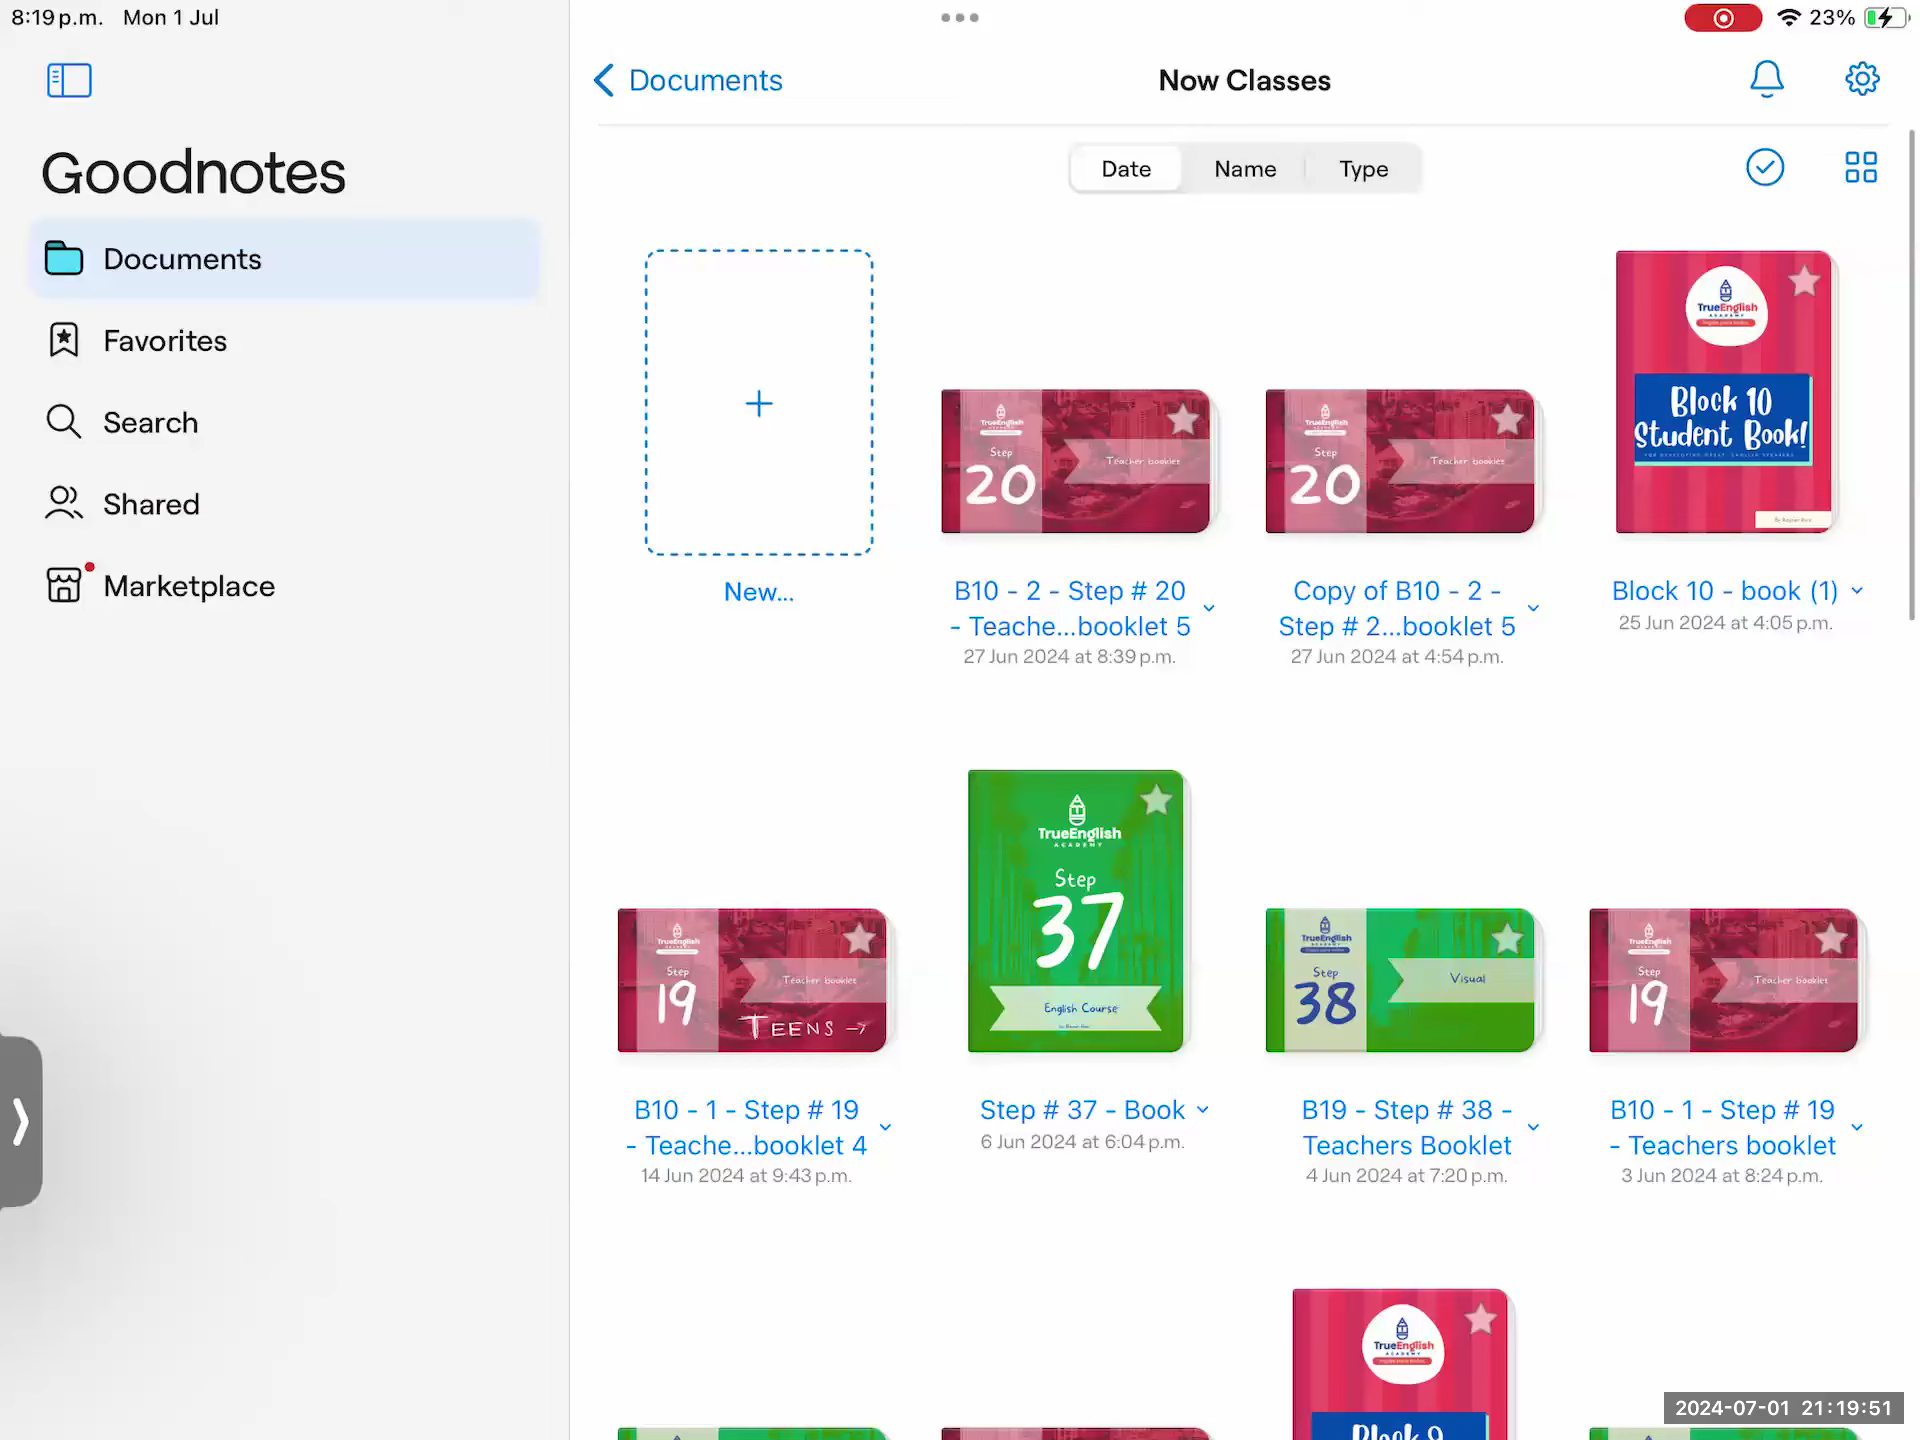 8:19 p.m. Mon 1 Jul
23%
Goodnotes
Documents
Favorites
Search
Shared
Marketplace
Documents
Now Classes
Date
Name
Type
New...
TrueEnglish
Step
20
Teacher booklet
B10 - 2 - Step # 20
- Teache...booklet 5
27 Jun 2024 at 8:39 p.m.
TrueEnglish
Step
20
Teacher booklet
Copy of B10 - 2 -
Step # 2...booklet 5
27 Jun 2024 at 4:54 p.m.
TrueEnglish
ACADEMY
Block 10
Student Book!
Block 10 - book (1)
25 Jun 2024 at 4:05 p.m.
TrueEnglish
Step
19
Teacher booklet
TEENS -7
B10 - 1 - Step # 19
- Teache...booklet 4
14 Jun 2024 at 9:43 p.m.
TrueEnglish
ACADEMY
Step
37
English Course
Step # 37 - Book
6 Jun 2024 at 6:04 p.m.
TrueEnglish
Step
38
Visual
B19 - Step # 38 -
Teachers Booklet
4 Jun 2024 at 7:20 p.m.
TrueEnglish
Step
19
Teacher booklet
B10 - 1 - Step # 19
- Teachers booklet
3 Jun 2024 at 8:24 p.m.
TrueEnglish
ACADEMY
Block 9
2024-07-01 21:19:51